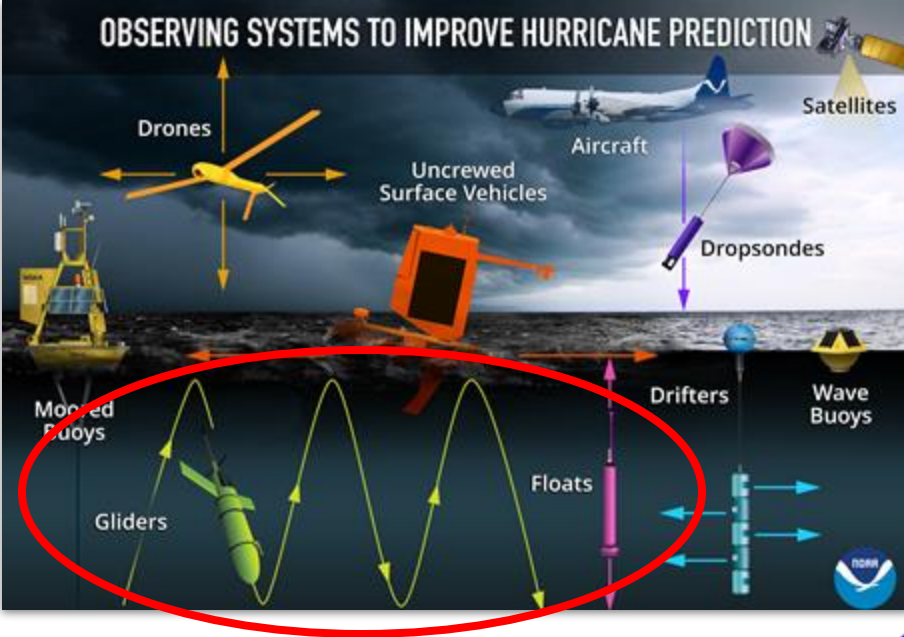 OBSERVING SYSTEMS TO IMPROVE HURRICANE PREDICTION
Satellites
Drones
Aircraft
Uncrewed
Surface Vehicles
Dropsondes
Moored
Buoys
Drifters
Wave
Buoys
Floats
Gliders
NOAA